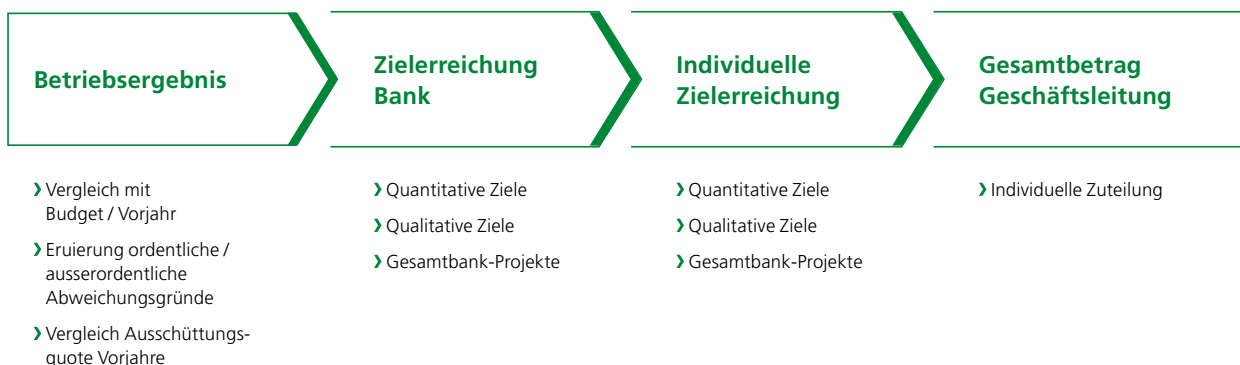 Betriebsergebnis
❯ Vergleich mit
Budget / Vorjahr
❯ Eruierung ordentliche /
ausserordentliche
Abweichungsgründe
❯ Vergleich Ausschüttungs-
quote Vorjahre
Zielerreichung
Bank
❯ Quantitative Ziele
❯ Qualitative Ziele
❯ Gesamtbank-Projekte
Individuelle
Zielerreichung
❯ Quantitative Ziele
❯ Qualitative Ziele
❯ Gesamtbank-Projekte
Gesamtbetrag
Geschäftsleitung
❯ Individuelle Zuteilung